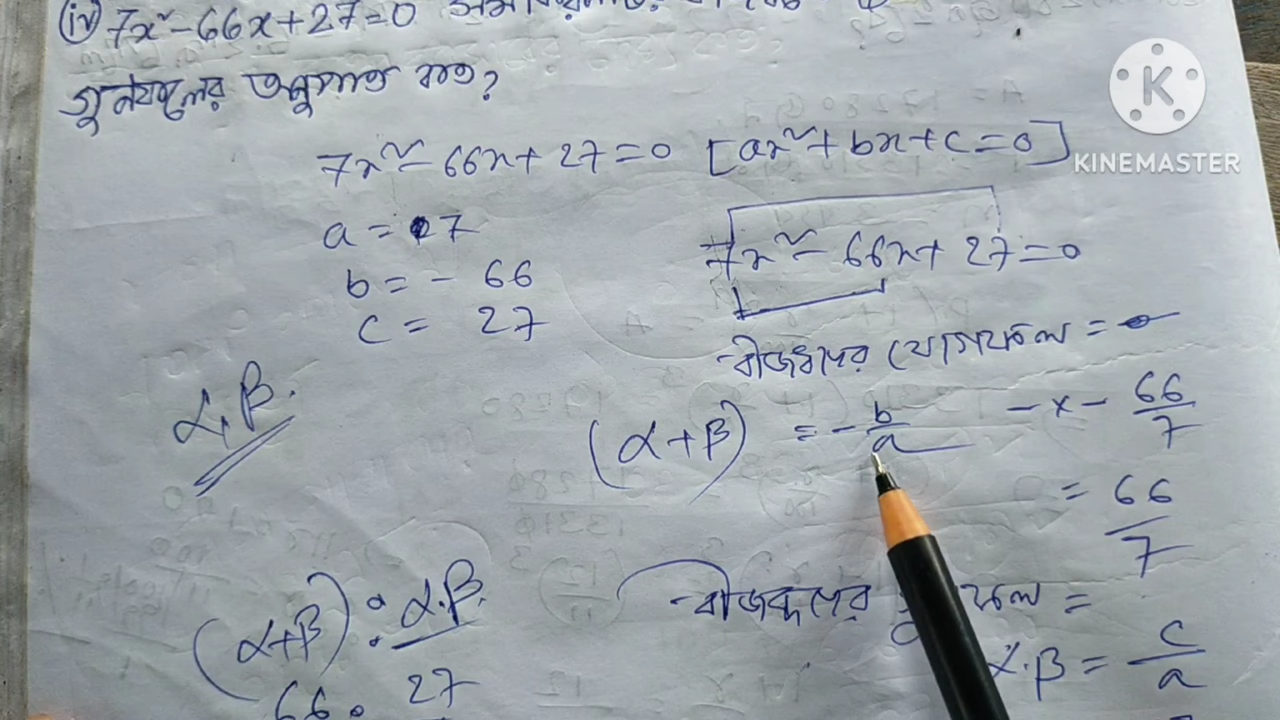 (iv) 7x² - 66x + 27 = 0
গুনফলের অনুপাত কত?
7x² - 66x + 27 = 0 [ax² + bx + c = 0]
KINEMASTER
a = 7
7x² - 66x + 27 = 0
b = - 66
c = 27
বীজদ্বয়ের যোগফল =
α, β.
(α+β) = - b/a - x - 66/7
= 66/7
বীজদ্বয়ের =
(α+β) : α.β.
α.β = c/a
66 : 27